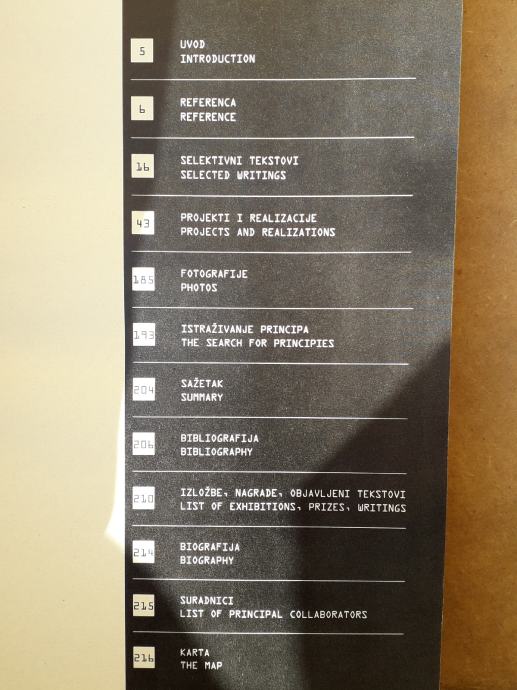 5
UVOD
INTRODUCTION
6
REFERENCA
REFERENCE
16
SELEKTIVNI TEKSTOVI
SELECTED WRITINGS
43
PROJEKTI I REALIZACIJE
PROJECTS AND REALIZATIONS
185
FOTOGRAFIJE
PHOTOS
193
ISTRAŽIVANJE PRINCIPA
THE SEARCH FOR PRINCIPIES
204
SAŽETAK
SUMMARY
206
BIBLIOGRAFIJA
BIBLIOGRAPHY
210
IZLOŽBE, NAGRADE, OBJAVLJENI TEKSTOVI
LIST OF EXHIBITIONS, PRIZES, WRITINGS
214
BIOGRAFIJA
BIOGRAPHY
215
SURADNICI
LIST OF PRINCIPAL COLLABORATORS
216
KARTA
THE MAP